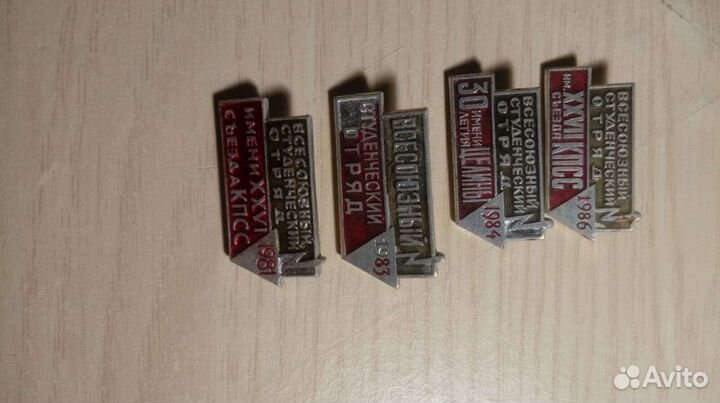 ИМЕНИ XXVI
СЪЕЗДА КПСС
ВСЕСОЮЗНЫЙ
СТУДЕНЧЕСКИЙ
ОТРЯД
1981
ВСЕСОЮЗНЫЙ
СТУДЕНЧЕСКИЙ
ОТРЯД
1983
30
ИМЕНИ
ЛЕТИЯ
ЦЕЛИНЫ
ВСЕСОЮЗНЫЙ
СТУДЕНЧЕСКИЙ
ОТРЯД
1984
ИМ. XXVII КПСС
СЪЕЗДА
ВСЕСОЮЗНЫЙ
СТУДЕНЧЕСКИЙ
ОТРЯД
1986
Avito